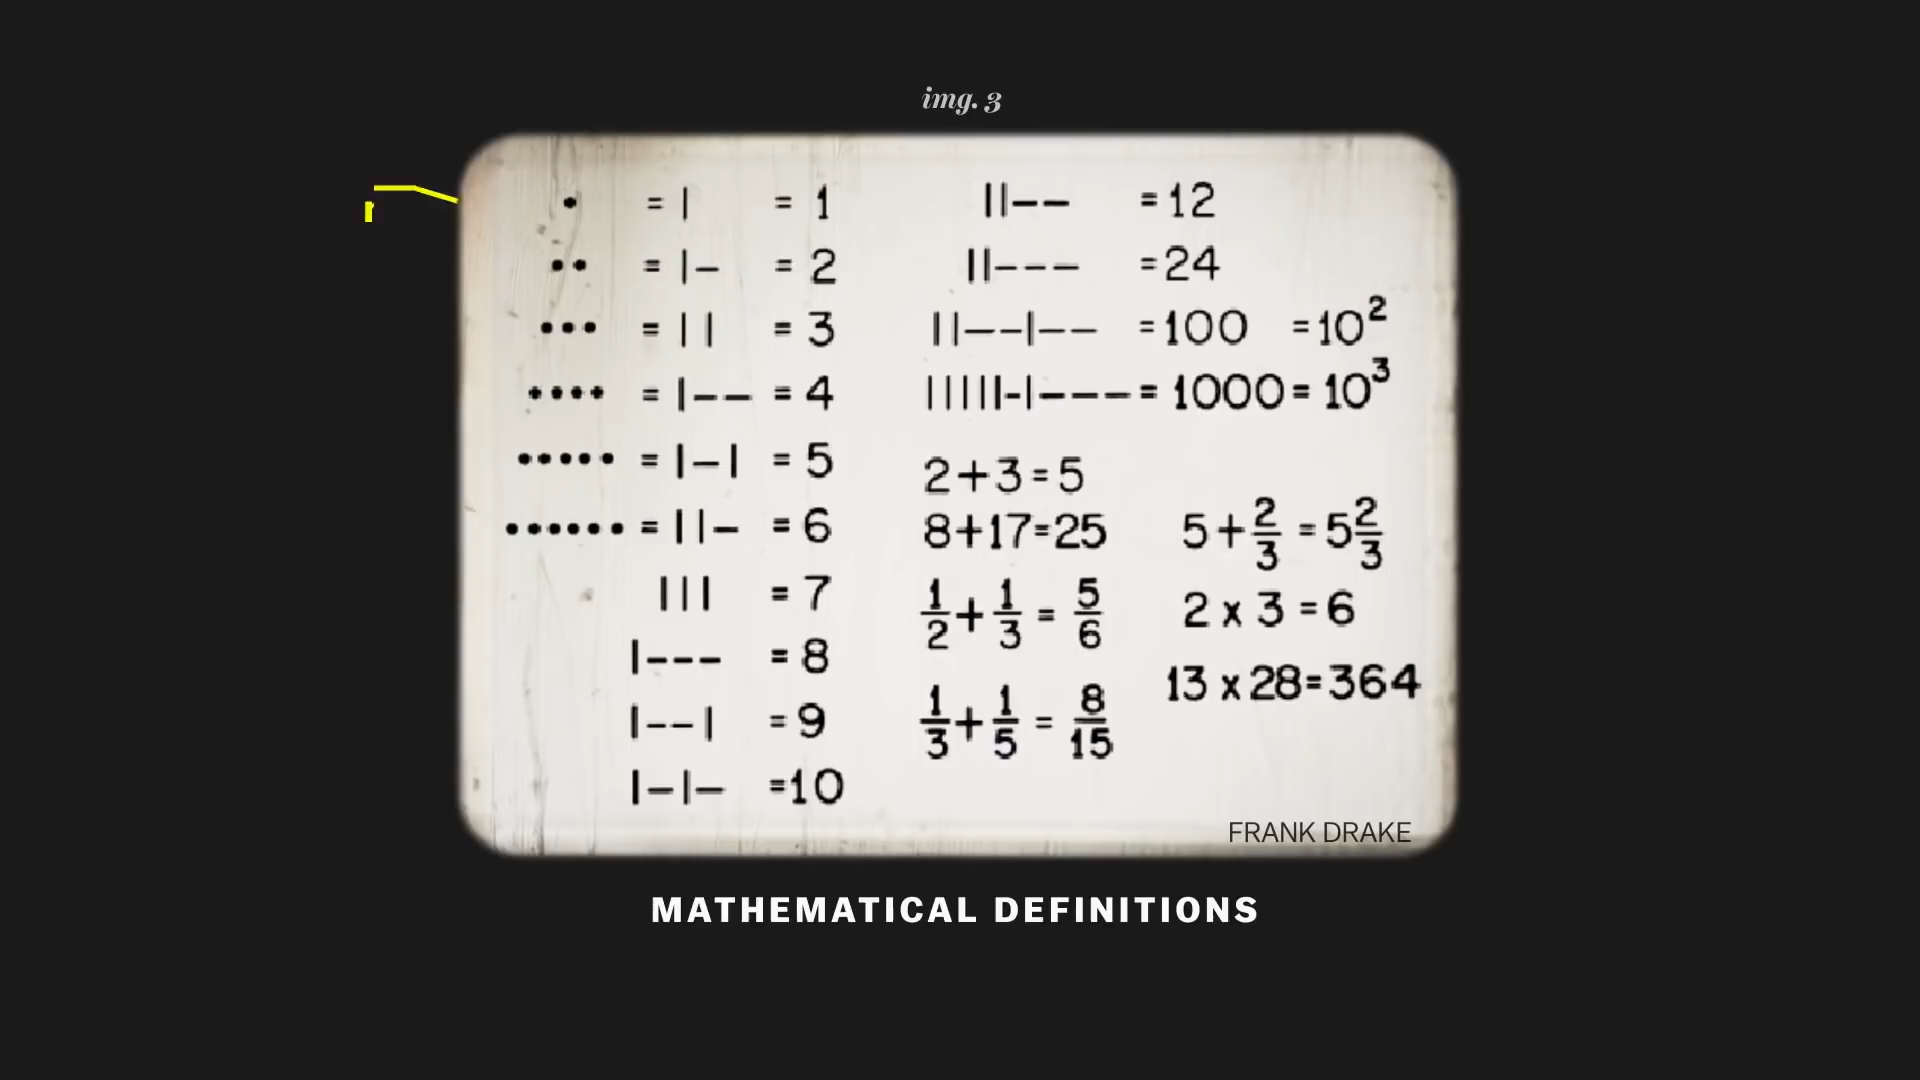 img. 3
• = | = 1
•• = |– = 2
••• = || = 3
•••• = |–– = 4
••••• = |–| = 5
•••••• = ||– = 6
||| = 7
|––– = 8
|––| = 9
|–|– =10
||–– =12
||––– =24
||––|–– =100 =10²
|||||–|––– = 1000 = 10³
2+3=5
8+17=25
1/2 + 1/3 = 5/6
1/3 + 1/5 = 8/15
5 + 2/3 = 5 2/3
2 x 3 = 6
13 x 28 = 364
FRANK DRAKE
MATHEMATICAL DEFINITIONS